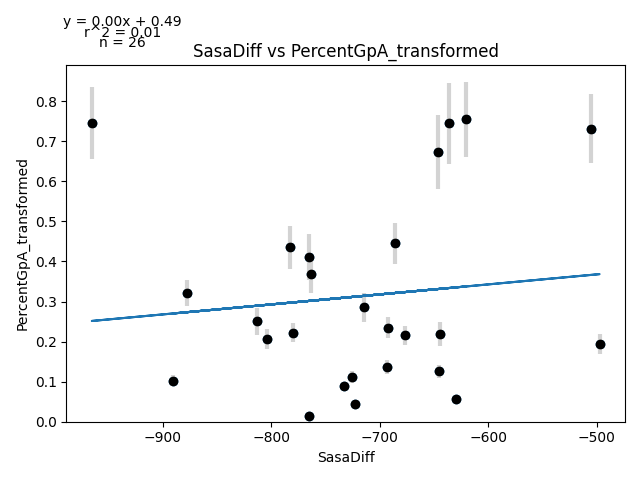 y = 0.00x + 0.49
r^2 = 0.01
n = 26
SasaDiff vs PercentGpA_transformed
PercentGpA_transformed
0.8
0.7
0.6
0.5
0.4
0.3
0.2
0.1
0.0
−900
−800
−700
−600
−500
SasaDiff